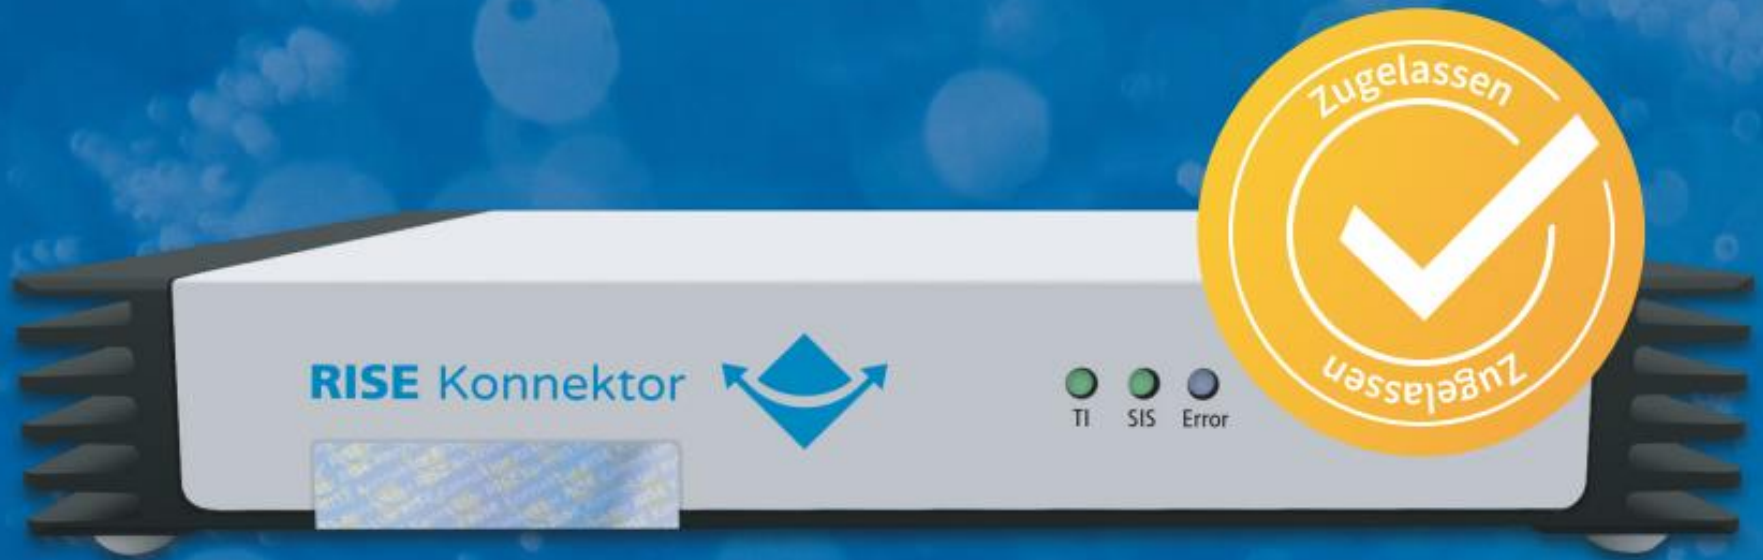 Zugelassen
RISE Konnektor
TI SIS Error
Zugelassen